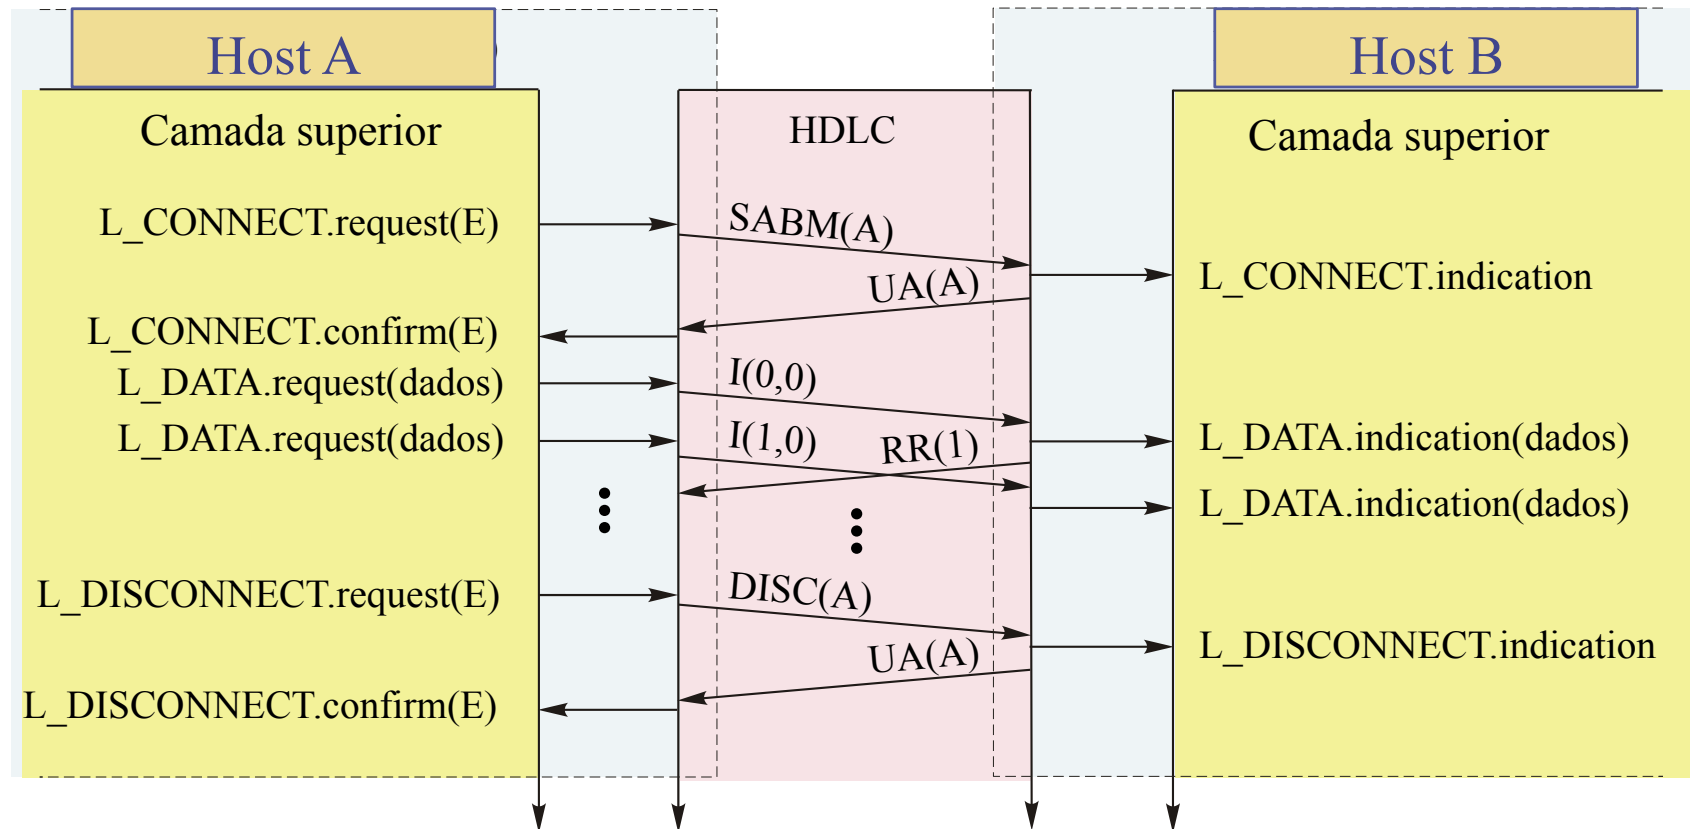 Host A
Host B
Camada superior
HDLC
Camada superior
L_CONNECT.request(E)
SABM(A)
L_CONNECT.indication
UA(A)
L_CONNECT.confirm(E)
L_DATA.request(dados)
I(0,0)
L_DATA.request(dados)
I(1,0)
RR(1)
L_DATA.indication(dados)
L_DATA.indication(dados)
L_DISCONNECT.request(E)
DISC(A)
L_DISCONNECT.indication
UA(A)
L_DISCONNECT.confirm(E)